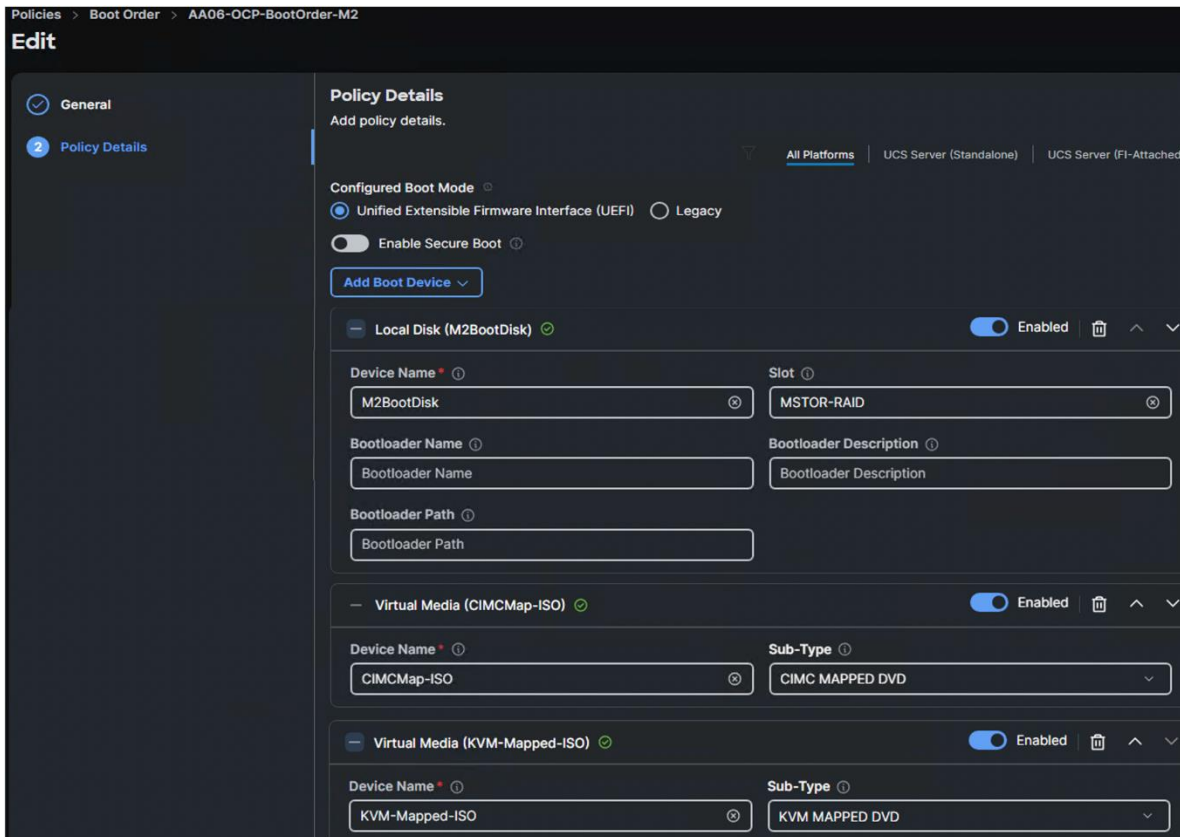 Policies > Boot Order > AA06-OCP-BootOrder-M2
Edit
General
2 Policy Details
Policy Details
Add policy details.
All Platforms | UCS Server (Standalone) | UCS Server (FI-Attached
Configured Boot Mode
Unified Extensible Firmware Interface (UEFI) Legacy
Enable Secure Boot
Add Boot Device
Local Disk (M2BootDisk) Enabled
Device Name * Slot
M2BootDisk MSTOR-RAID
Bootloader Name Bootloader Description
Bootloader Name Bootloader Description
Bootloader Path
Bootloader Path
Virtual Media (CIMCMap-ISO) Enabled
Device Name * Sub-Type
CIMCMap-ISO CIMC MAPPED DVD
Virtual Media (KVM-Mapped-ISO) Enabled
Device Name * Sub-Type
KVM-Mapped-ISO KVM MAPPED DVD